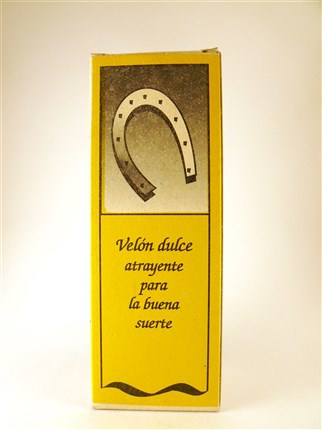 Velón dulce
atrayente
para
la buena
suerte